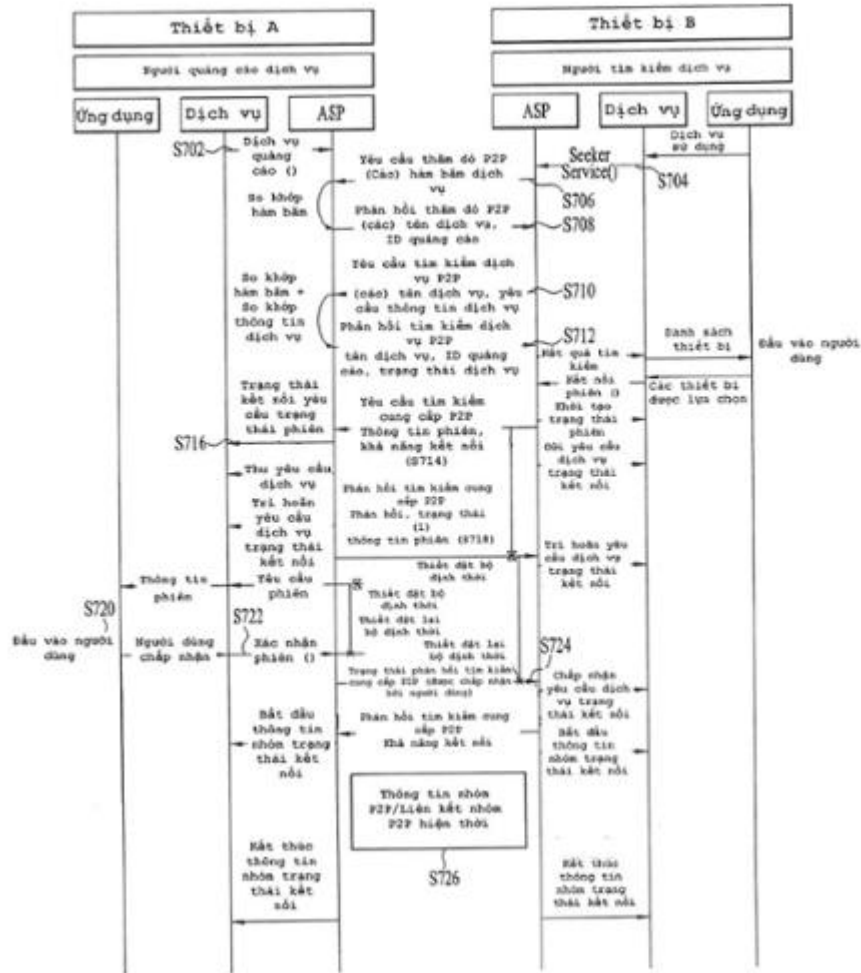 Thiết bị A
Thiết bị B
Người quảng cáo dịch vụ
Người tìm kiếm dịch vụ
Ứng dụng
Dịch vụ
ASP
ASP
Dịch vụ
Ứng dụng
S702
Dịch vụ
quảng
cáo ()
Dịch vụ
sử dụng
Seeker
Service()
S704
Yêu cầu thăm dò P2P
(Các) hàm băm dịch
vụ
S706
So khớp
hàm băm
Phản hồi thăm dò P2P
(các) tên dịch vụ,
ID quảng cáo
S708
So khớp
hàm băm +
So khớp
thông tin
dịch vụ
Yêu cầu tìm kiếm dịch
vụ P2P
(các) tên dịch vụ, yêu
cầu thông tin dịch vụ
S710
Phản hồi tìm kiếm dịch
vụ P2P
tên dịch vụ, ID quảng
cáo, trạng thái dịch vụ
S712
Kết quả tìm
kiếm
Danh sách
thiết bị
Đầu vào người
dùng
Kết nối
phiên ()
Các thiết bị
được lựa chọn
Trạng thái
kết nối yêu
cầu trạng
thái phiên
S716
Yêu cầu tìm kiếm
cung cấp P2P
Thông tin phiên,
khả năng kết nối
(S714)
Khởi tạo
trạng thái
phiên
Gửi yêu cầu
dịch vụ
trạng thái
kết nối
Thu yêu cầu
dịch vụ
Trì hoãn
yêu cầu
dịch vụ
trạng thái
kết nối
Phản hồi tìm kiếm cung
cấp P2P
Phản hồi, trạng thái
(1)
thông tin phiên (S718)
Trì hoãn yêu
cầu dịch vụ
trạng thái
kết nối
Thiết đặt bộ
định thời
Thông tin
phiên
Yêu cầu
phiên
Thiết đặt bộ
định thời
Thiết đặt lại
bộ định thời
S720
Đầu vào người
dùng
Người dùng
chấp nhận
S722
Xác nhận
phiên ()
Thiết đặt lại
bộ định thời
S724
Trạng thái phản hồi tìm kiếm
cung cấp P2P (được chấp nhận
bởi người dùng)
Chấp nhận
yêu cầu dịch
vụ trạng
thái kết nối
Bắt đầu
thông tin
nhóm trạng
thái kết
nối
Phản hồi tìm kiếm cung
cấp P2P
Khả năng kết nối
Bắt đầu
thông tin
nhóm trạng
thái kết nối
Thông tin nhóm
P2P/Liên kết nhóm
P2P hiện thời
S726
Kết thúc
thông tin
nhóm trạng
thái kết
nối
Kết thúc
thông tin
nhóm trạng
thái kết nối